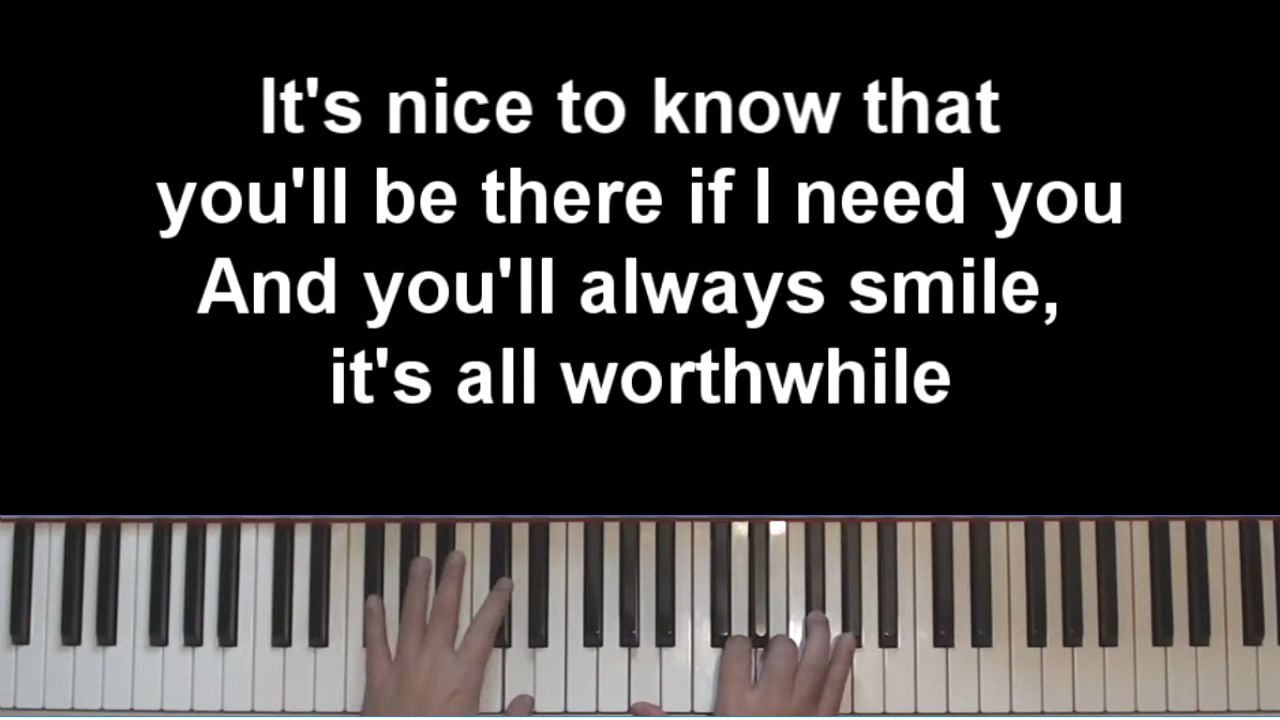 It's nice to know that
you'll be there if I need you
And you'll always smile,
it's all worthwhile